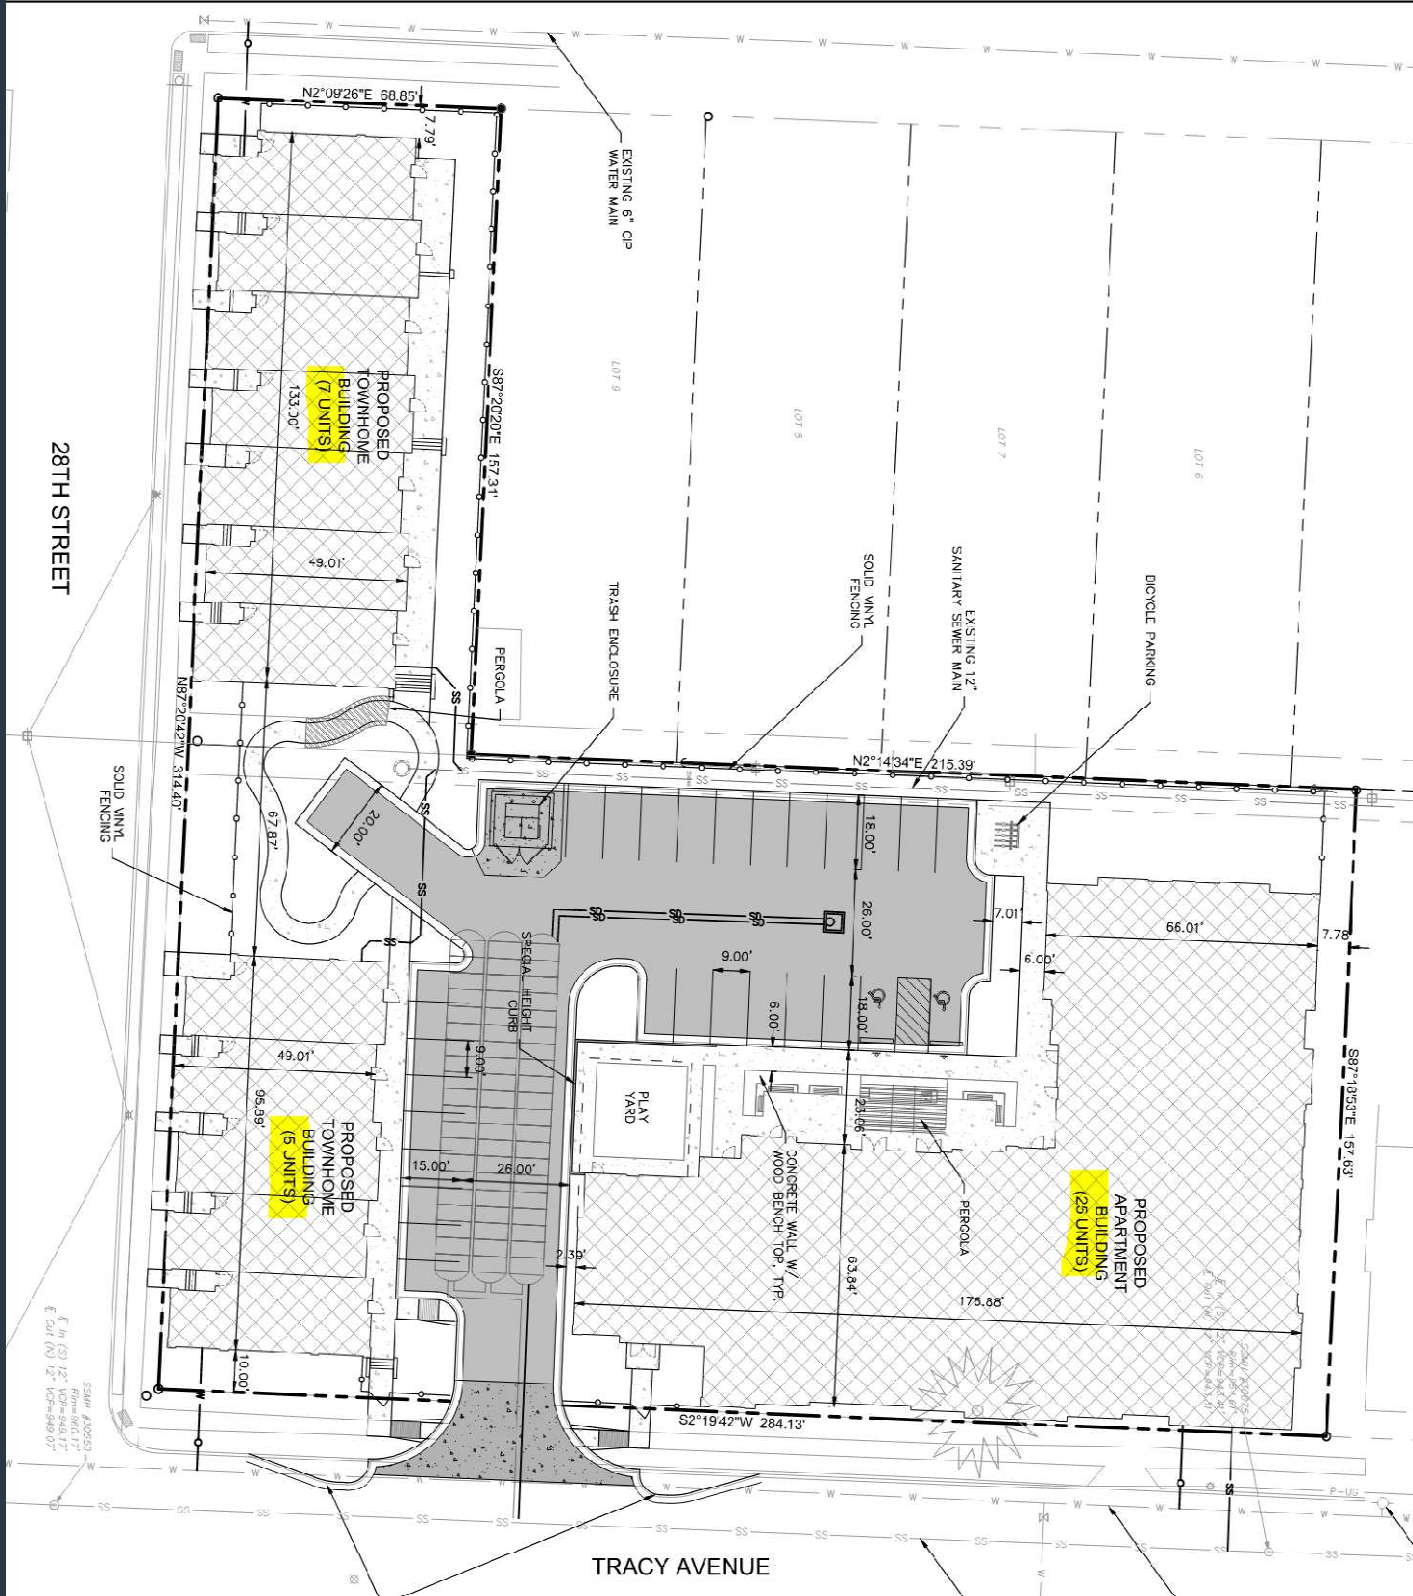 N2°09'26"E 68.85'
7.79'
EXISTING 6" CIP
WATER MAIN
PROPOSED
TOWNHOME
BUILDING
(7 UNITS)
133.00'
49.01'
S87°20'20"E 157.31'
LOT 9
LOT 8
LOT 7
LOT 6
28TH STREET
PERGOLA
TRASH ENCLOSURE
SOLID VINYL
FENCING
EXISTING 12"
SANITARY SEWER MAIN
BICYCLE PARKING
N2°14'34"E 215.39'
N87°20'42"W 314.40'
SOLID VINYL
FENCING
67.87'
20.00'
18.00'
26.00'
18.00'
7.01'
6.00'
66.01'
7.78'
9.00'
6.00'
SPECIAL HEIGHT
CURB
9.00'
49.01'
95.89'
PROPOSED
TOWNHOME
BUILDING
(5 UNITS)
15.00'
26.00'
2.39'
10.00'
PLAY
YARD
CONCRETE WALL W/
WOOD BENCH TOP, TYP.
23.06'
PERGOLA
63.84'
175.88'
PROPOSED
APARTMENT
BUILDING
(25 UNITS)
S87°18'53"E 157.63'
S2°19'42"W 284.13'
P-UG
TRACY AVENUE